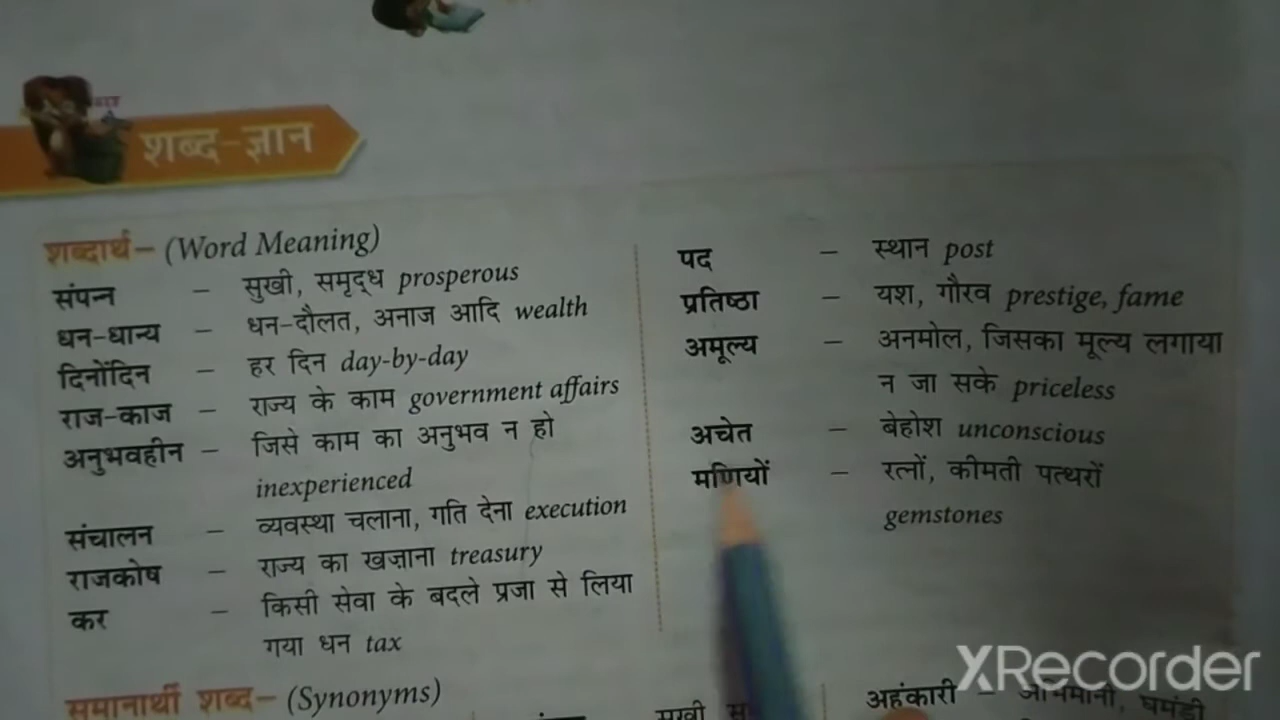 शब्द-ज्ञान
शब्दार्थ– (Word Meaning)
संपन्न – सुखी, समृद्ध prosperous
धन-धान्य – धन-दौलत, अनाज आदि wealth
दिनोंदिन – हर दिन day-by-day
राज-काज – राज्य के काम government affairs
अनुभवहीन – जिसे काम का अनुभव न हो
inexperienced
संचालन – व्यवस्था चलाना, गति देना execution
राजकोष – राज्य का खज़ाना treasury
कर – किसी सेवा के बदले प्रजा से लिया
गया धन tax
पद – स्थान post
प्रतिष्ठा – यश, गौरव prestige, fame
अमूल्य – अनमोल, जिसका मूल्य लगाया
न जा सके priceless
अचेत – बेहोश unconscious
मणियों – रत्नों, कीमती पत्थरों
gemstones
समानार्थी शब्द– (Synonyms)
अहंकारी – घमंडी
XRecorder